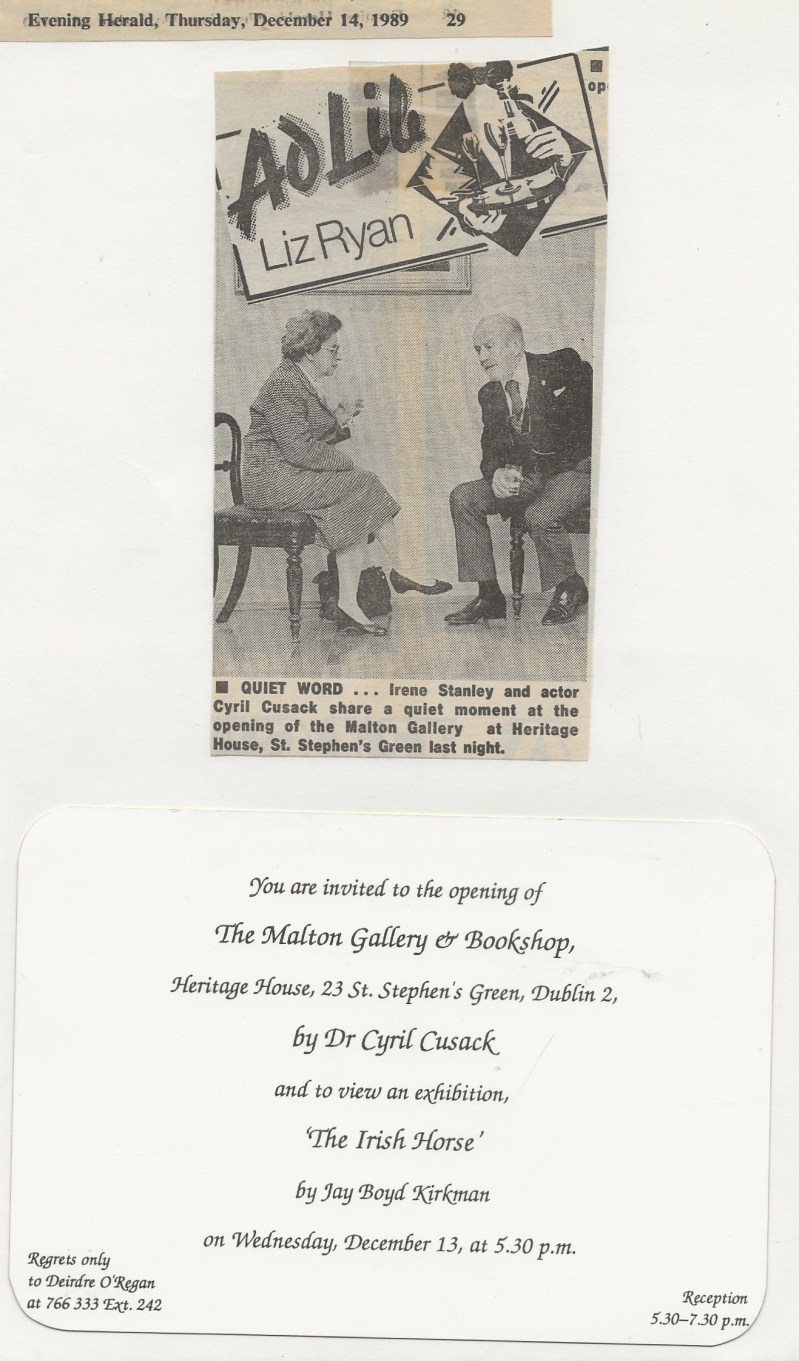 Evening Herald, Thursday, December 14, 1989 29
op
Ad Lib
Liz Ryan
■ QUIET WORD ... Irene Stanley and actor
Cyril Cusack share a quiet moment at the
opening of the Malton Gallery at Heritage
House, St. Stephen's Green last night.
You are invited to the opening of
The Malton Gallery & Bookshop,
Heritage House, 23 St. Stephen's Green, Dublin 2,
by Dr Cyril Cusack
and to view an exhibition,
'The Irish Horse'
by Jay Boyd Kirkman
on Wednesday, December 13, at 5.30 p.m.
Regrets only
to Deirdre O'Regan
at 766 333 Ext. 242
Reception
5.30–7.30 p.m.